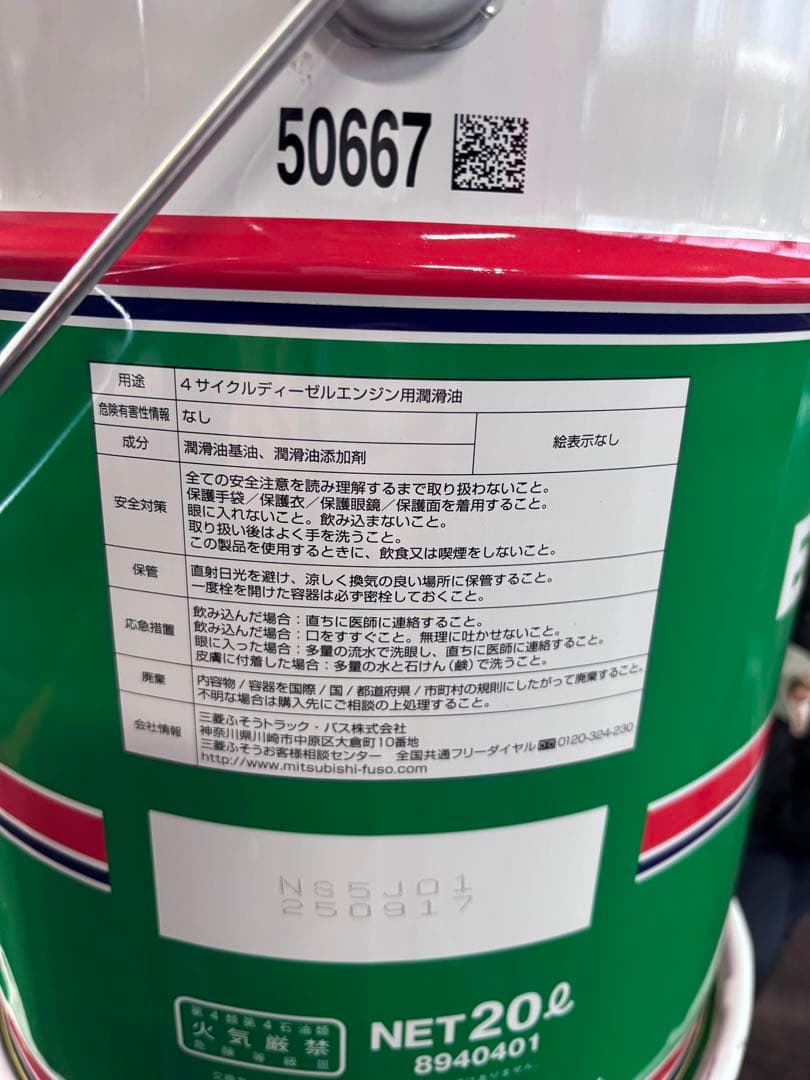 50667
用途 4サイクルディーゼルエンジン用潤滑油
危険有害性情報 なし
絵表示なし
成分 潤滑油基油、潤滑油添加剤
安全対策 全ての安全注意を読み理解するまで取り扱わないこと。
保護手袋/保護衣/保護眼鏡/保護面を着用すること。
眼に入れないこと。飲み込まないこと。
取り扱い後はよく手を洗うこと。
この製品を使用するときに、飲食又は喫煙をしないこと。
保管 直射日光を避け、涼しく換気の良い場所に保管すること。
一度栓を開けた容器は必ず密栓しておくこと。
応急措置 飲み込んだ場合:直ちに医師に連絡すること。
飲み込んだ場合:口をすすぐこと。無理に吐かせないこと。
眼に入った場合:多量の流水で洗眼し、直ちに医師に連絡すること。
皮膚に付着した場合:多量の水と石けん(鹸)で洗うこと。
廃棄 内容物/容器を国際/国/都道府県/市町村の規則にしたがって廃棄すること。
不明な場合は購入先にご相談の上処理すること。
会社情報 三菱ふそうトラック・バス株式会社
神奈川県川崎市中原区大倉町10番地
三菱ふそうお客様相談センター 全国共通フリーダイヤル 0120-324-230
http://www.mitsubishi-fuso.com
NS5J01
250917
第4類第4石油類
火気厳禁
危険等級Ⅲ
NET20ℓ
8940401